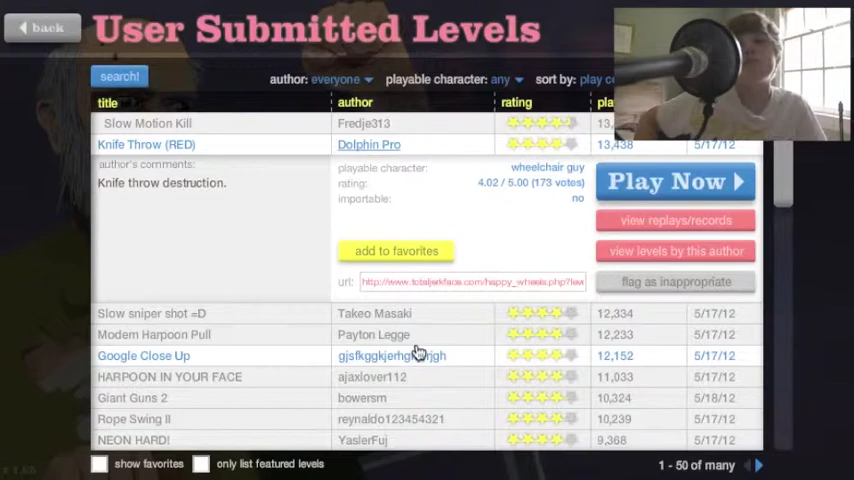 back
User Submitted Levels
search! author: everyone playable character: any sort by: play
title author rating
Slow Motion Kill Fredje313 13,
Knife Throw (RED) Dolphin Pro 13,438 5/17/12
author's comments: playable character: wheelchair guy
Knife throw destruction. rating: 4.02 / 5.00 (173 votes)
importable: no
Play Now
view replays/records
add to favorites view levels by this author
url: http://www.totaljerkface.com/happy_wheels.php?lev flag as inappropriate
Slow sniper shot =D Takeo Masaki 12,334 5/17/12
Modern Harpoon Pull Payton Legge 12,233 5/17/12
Google Close Up 12,152 5/17/12
HARPOON IN YOUR FACE ajaxlover112 11,033 5/17/12
Giant Guns 2 bowersm 10,324 5/18/12
Rope Swing II reynaldo123454321 10,239 5/17/12
NEON HARD! YaslerFuj 9,368 5/17/12
show favorites only list featured levels 1 - 50 of many